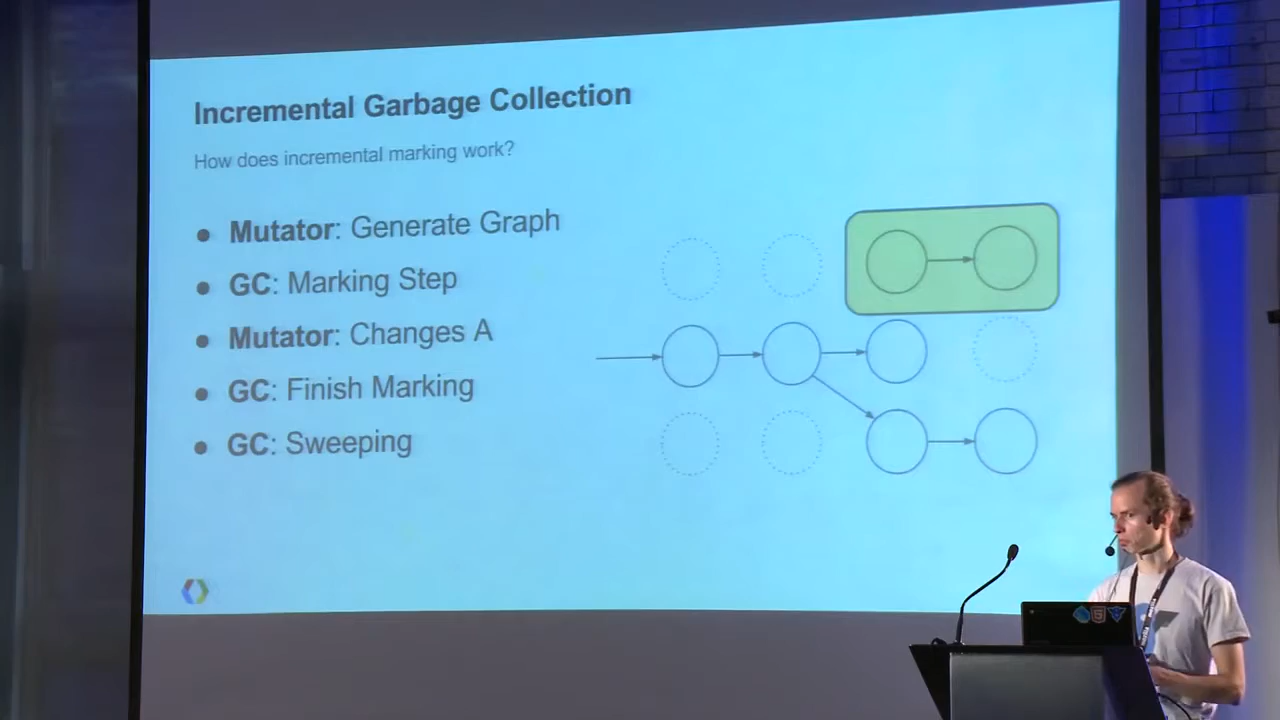 Incremental Garbage Collection
How does incremental marking work?
● Mutator: Generate Graph
● GC: Marking Step
● Mutator: Changes A
● GC: Finish Marking
● GC: Sweeping